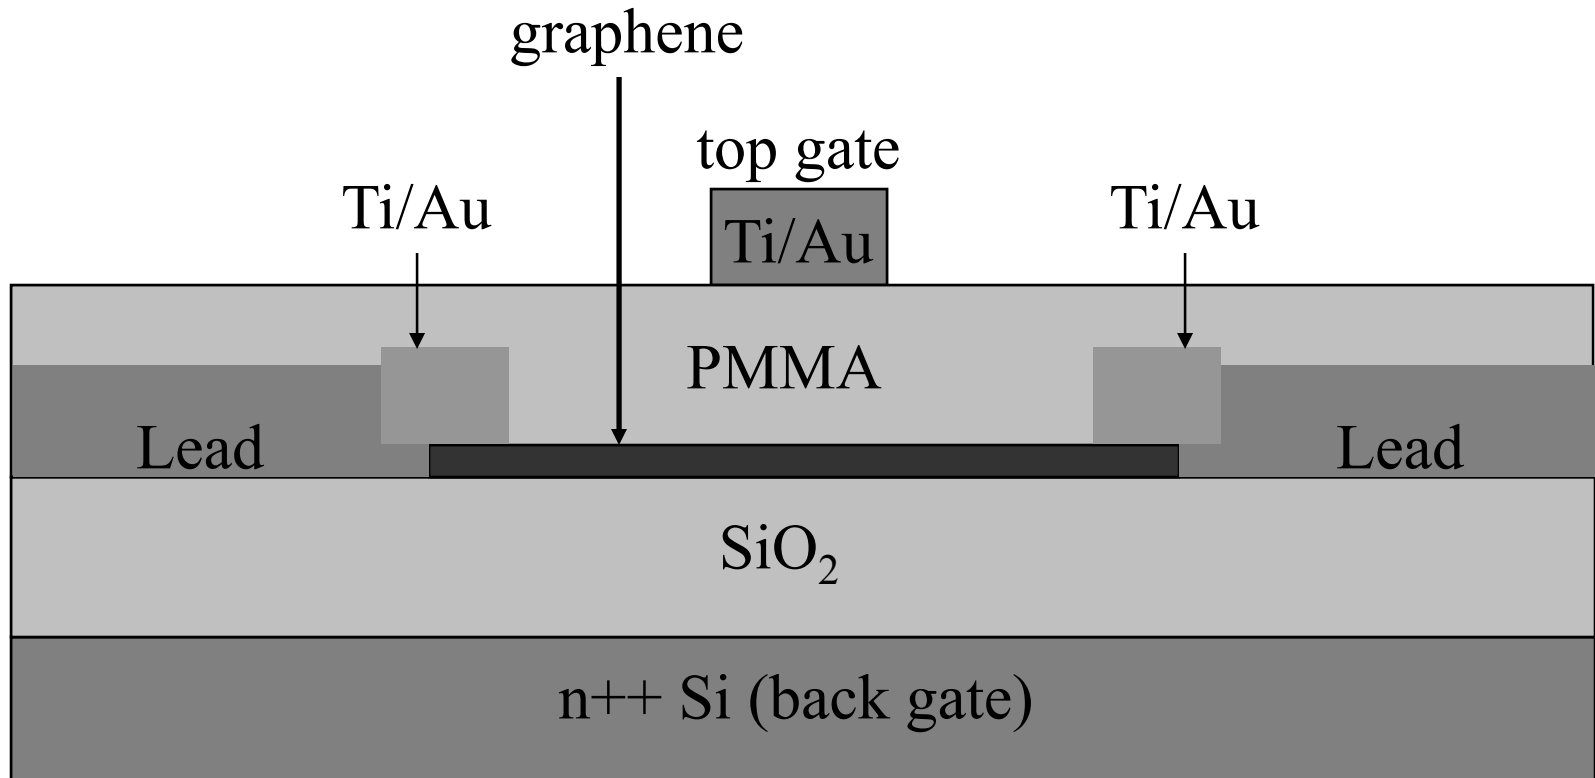 graphene
top gate
Ti/Au
Ti/Au
Ti/Au
PMMA
Lead
Lead
SiO₂
n++ Si (back gate)